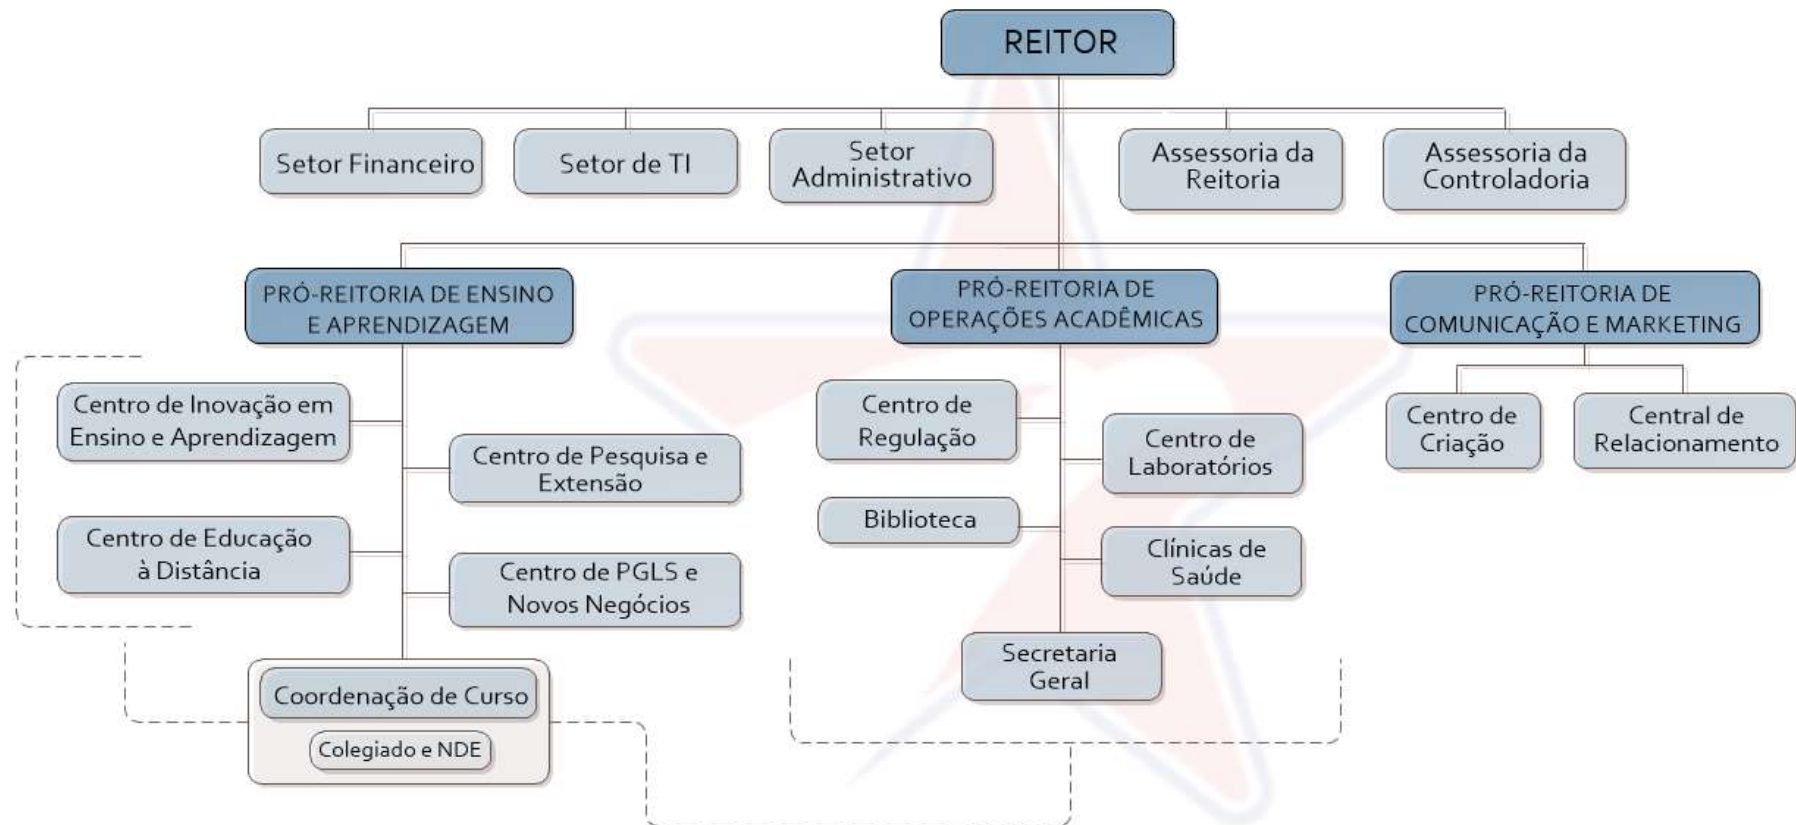 REITOR
Setor Financeiro
Setor de TI
Setor
Administrativo
Assessoria da
Reitoria
Assessoria da
Controladoria
PRÓ-REITORIA DE ENSINO
E APRENDIZAGEM
PRÓ-REITORIA DE
OPERAÇÕES ACADÊMICAS
PRÓ-REITORIA DE
COMUNICAÇÃO E MARKETING
Centro de Inovação em
Ensino e Aprendizagem
Centro de Pesquisa e
Extensão
Centro de Educação
à Distância
Centro de PGLS e
Novos Negócios
Coordenação de Curso
Colegiado e NDE
Centro de
Regulação
Centro de
Laboratórios
Biblioteca
Clínicas de
Saúde
Secretaria
Geral
Centro de
Criação
Central de
Relacionamento